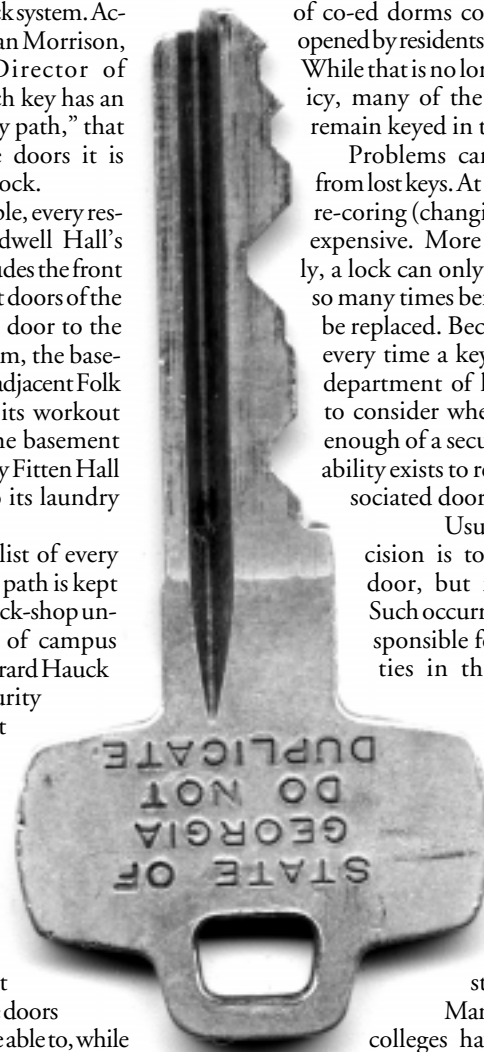 k system. Ac-
an Morrison,
Director of
ch key has an
y path,” that
e doors it is
ock.
ple, every res-
dwell Hall's
udes the front
t doors of the
door to the
m, the base-
adjacent Folk
its workout
he basement
y Fitten Hall
o its laundry
list of every
path is kept
ck-shop un-
of campus
rard Hauck
urity
t
t
e doors
e able to, while
STATE OF
GEORGIA
DO NOT
DUPLICATE
of co-ed dorms co
opened by residents
While that is no lon
icy, many of the
remain keyed in t
Problems can
from lost keys. At
re-coring (changi
expensive. More
ly, a lock can only
so many times be
be replaced. Bec
every time a key
department of h
to consider whe
enough of a secu
ability exists to re
sociated door
Usu
cision is to
door, but
Such occurr
sponsible fo
ties in th
st
Man
colleges ha